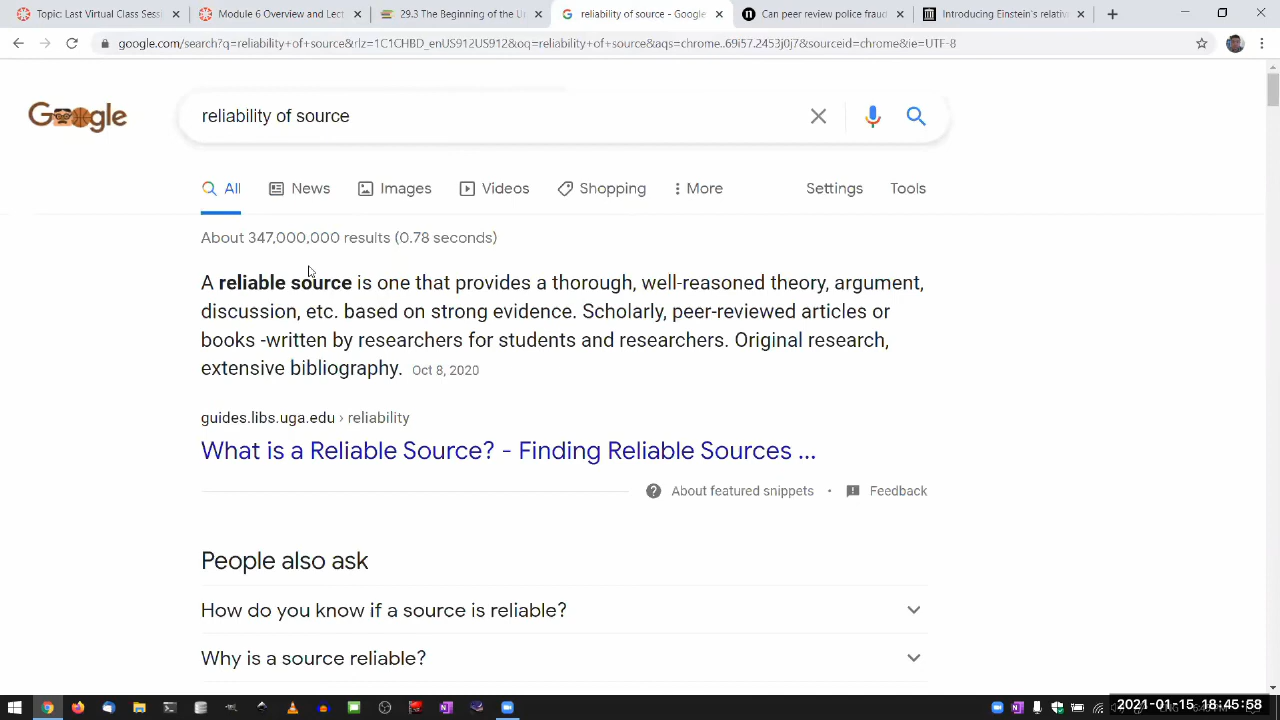 Topic: Last Virtual Class Sess
Module 6 Overview and Lect
29.3 The Beginning of the U
reliability of source - Google
Can peer review police fraud
Introducing Einstein's relativ
google.com/search?q=reliability+of+source&rlz=1C1CHBD_enUS912US912&oq=reliability+of+source&aqs=chrome..69i57.2453j0j7&sourceid=chrome&ie=UTF-8
Google
reliability of source
All News Images Videos Shopping More Settings Tools
About 347,000,000 results (0.78 seconds)
A reliable source is one that provides a thorough, well-reasoned theory, argument,
discussion, etc. based on strong evidence. Scholarly, peer-reviewed articles or
books -written by researchers for students and researchers. Original research,
extensive bibliography. Oct 8, 2020
guides.libs.uga.edu › reliability
What is a Reliable Source? - Finding Reliable Sources ...
About featured snippets • Feedback
People also ask
How do you know if a source is reliable?
Why is a source reliable?
2021-01-15 18:45:58